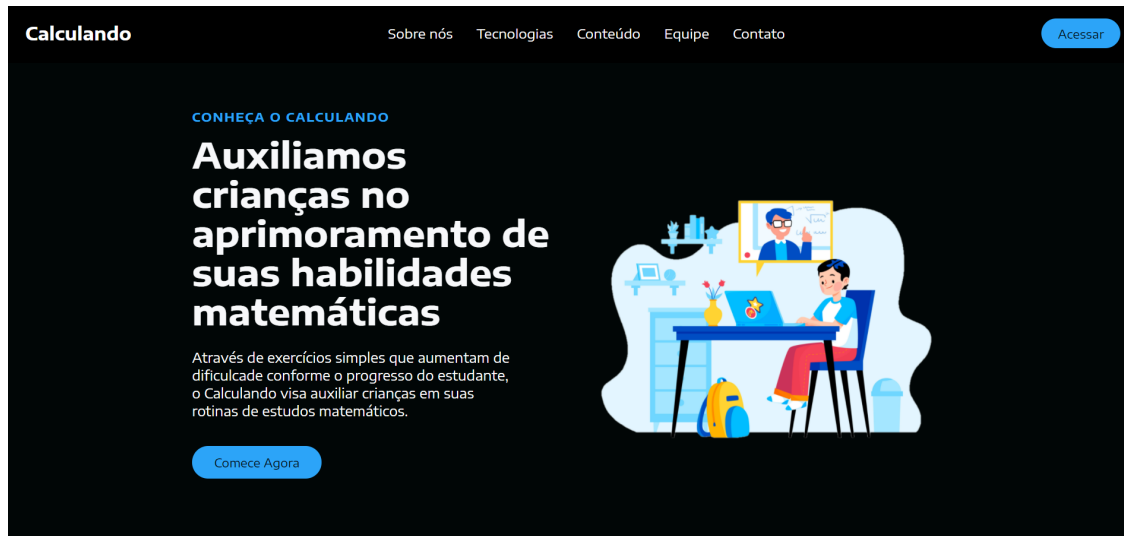 Calculando
Sobre nós Tecnologias Conteúdo Equipe Contato
Acessar
CONHEÇA O CALCULANDO
Auxiliamos
crianças no
aprimoramento de
suas habilidades
matemáticas
Através de exercícios simples que aumentam de
dificulcade conforme o progresso do estudante,
o Calculando visa auxiliar crianças em suas
rotinas de estudos matemáticos.
Comece Agora